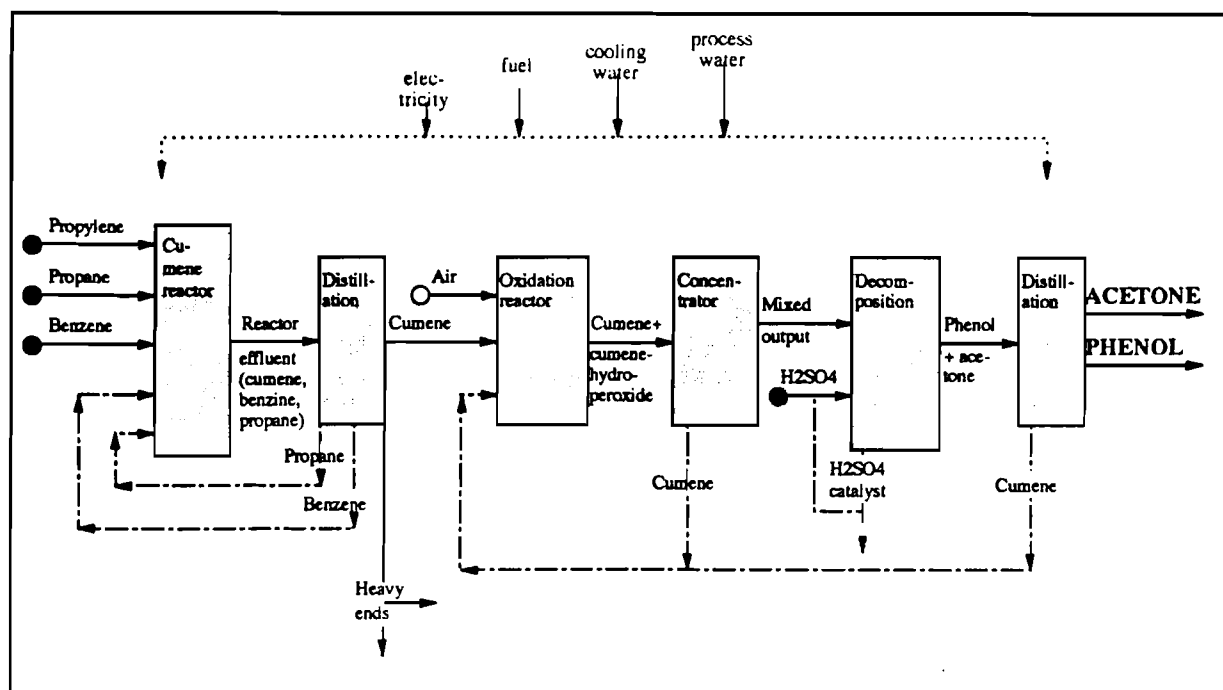 elec-
tricity
fuel
cooling
water
process
water
Propylene
Propane
Benzene
Cu-
mene
reactor
Reactor
effluent
(cumene,
benzine,
propane)
Distill-
ation
Propane
Benzene
Heavy
ends
Air
Cumene
Oxidation
reactor
Cumene+
cumene-
hydro-
peroxide
Concen-
trator
Cumene
Mixed
output
H2SO4
Decom-
position
H2SO4
catalyst
Phenol
+ ace-
tone
Distill-
ation
Cumene
ACETONE
PHENOL